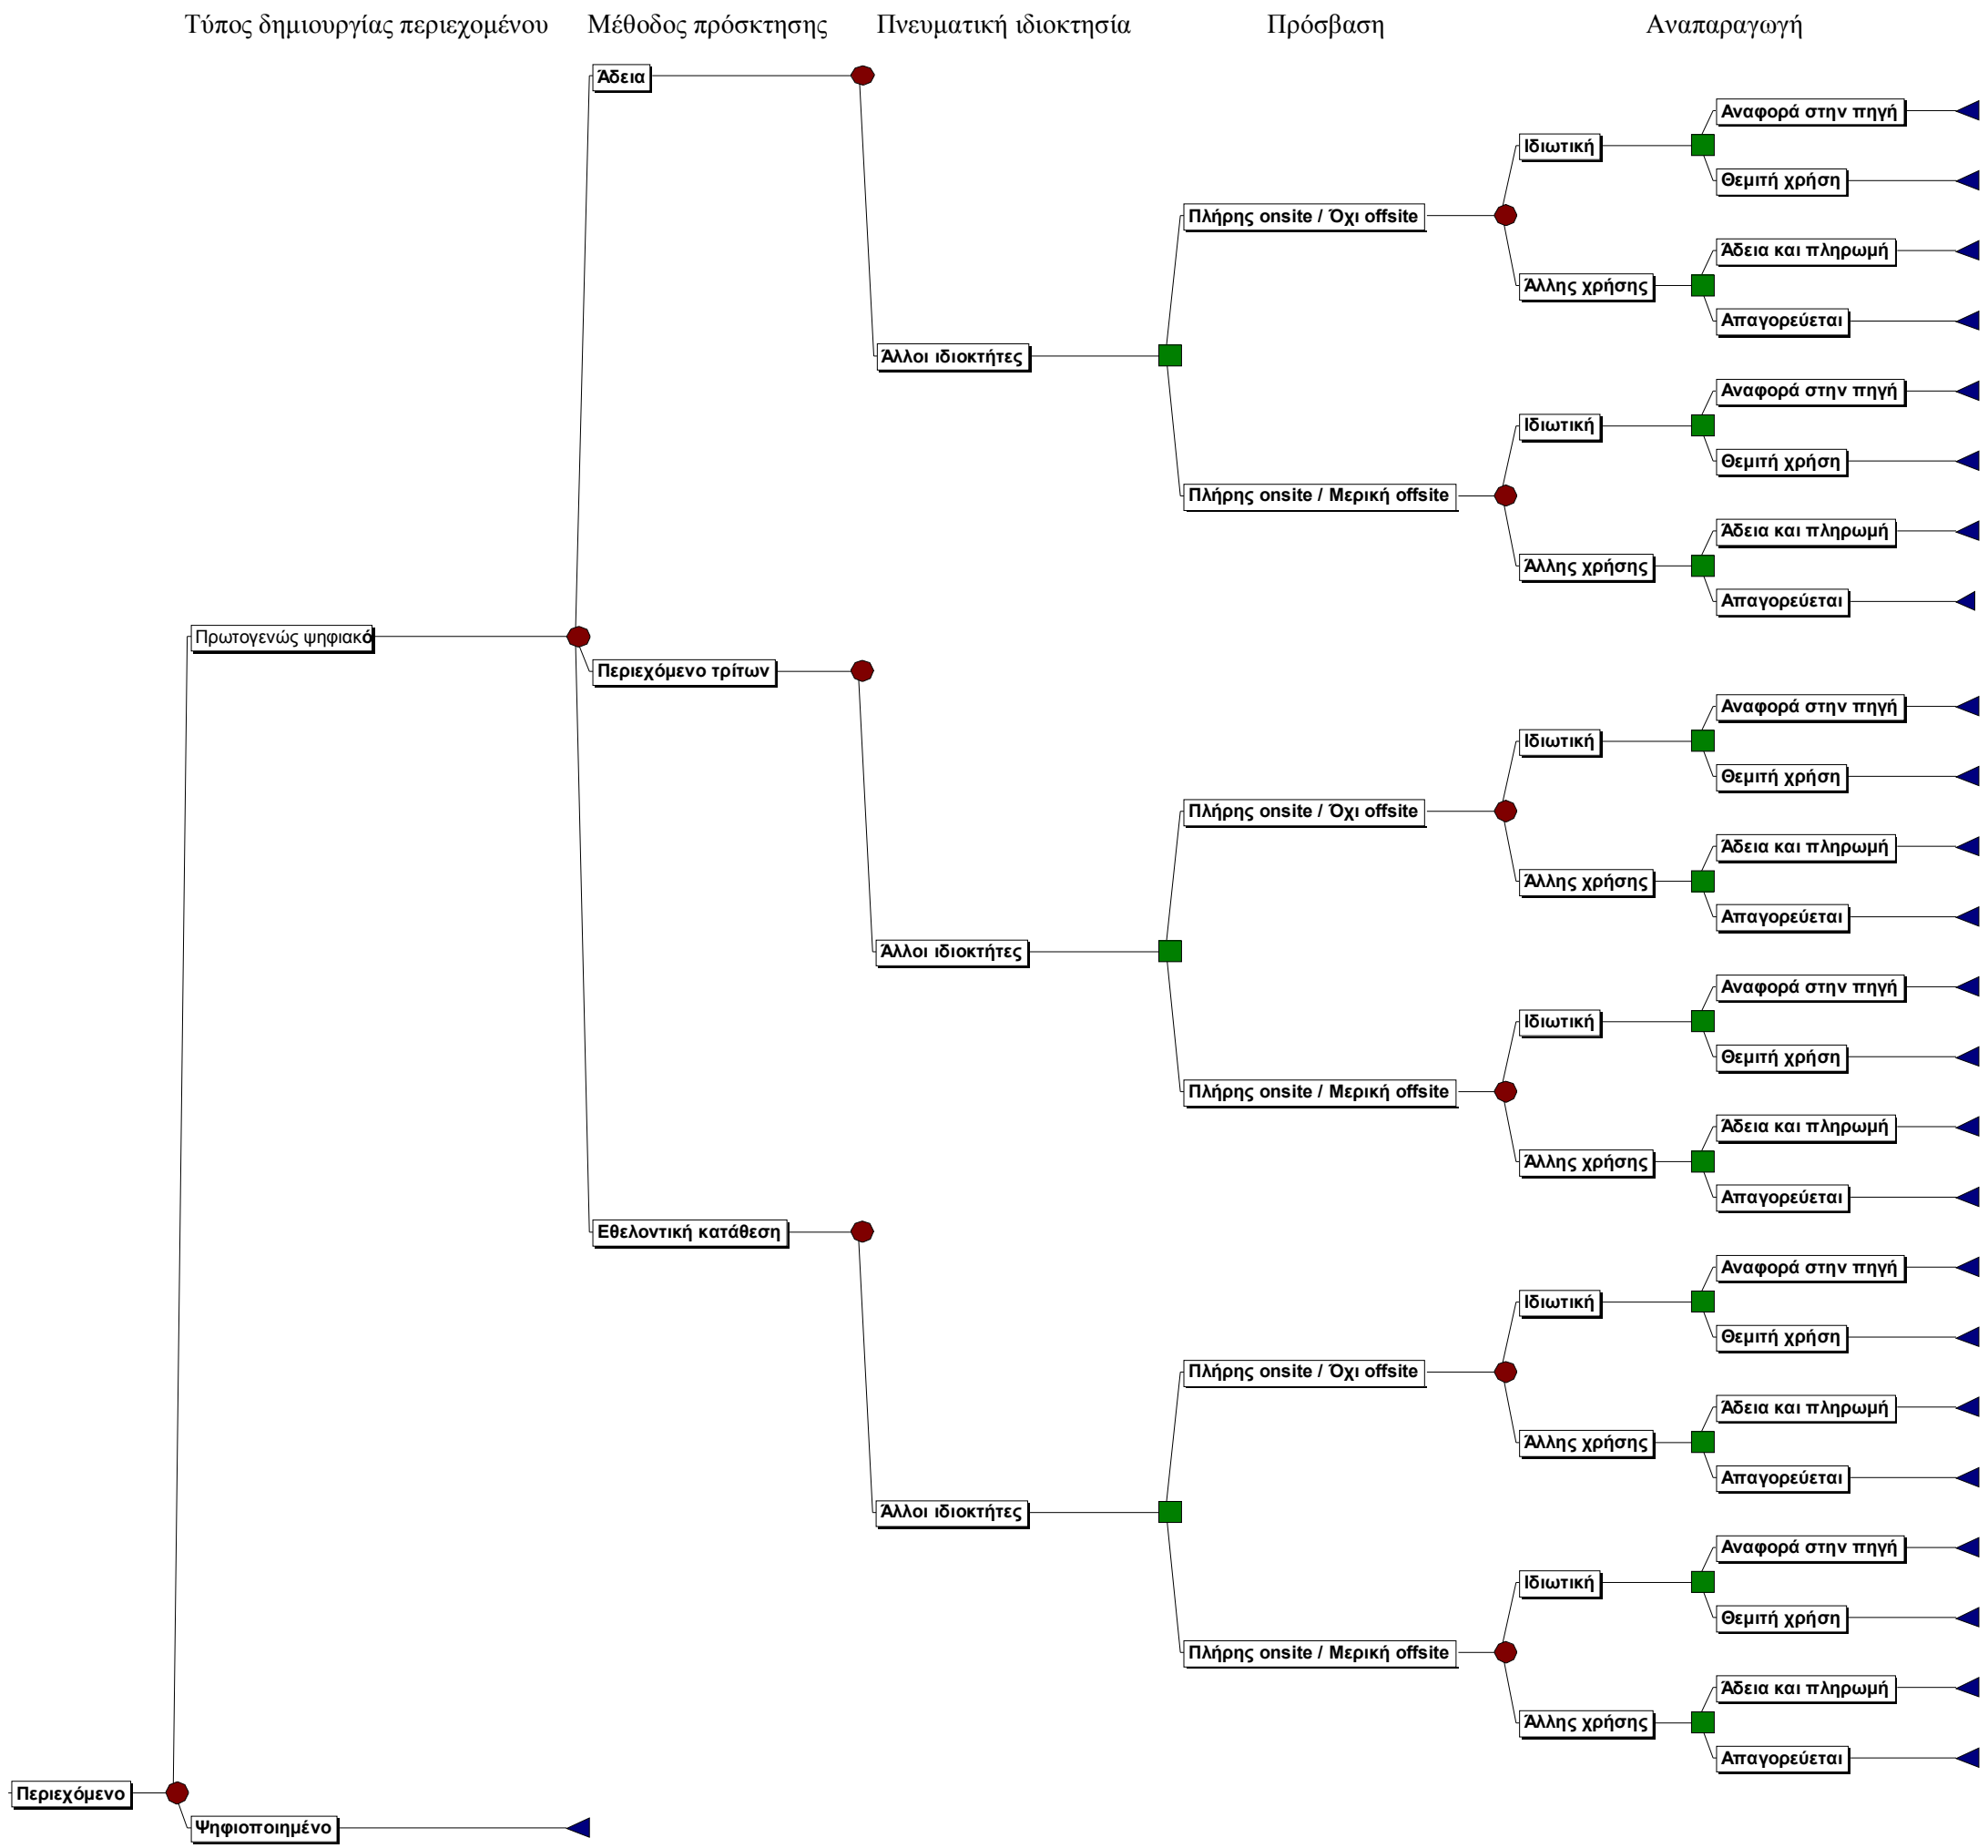 Τύπος δημιουργίας περιεχομένου Μέθοδος πρόσκτησης Πνευματική ιδιοκτησία Πρόσβαση Αναπαραγωγή
Άδεια
Αναφορά στην πηγή
Ιδιωτική
Θεμιτή χρήση
Πλήρης onsite / Όχι offsite
Άδεια και πληρωμή
Άλλης χρήσης
Απαγορεύεται
Άλλοι ιδιοκτήτες
Αναφορά στην πηγή
Ιδιωτική
Θεμιτή χρήση
Πλήρης onsite / Μερική offsite
Άδεια και πληρωμή
Άλλης χρήσης
Απαγορεύεται
Πρωτογενώς ψηφιακό
Περιεχόμενο τρίτων
Αναφορά στην πηγή
Ιδιωτική
Θεμιτή χρήση
Πλήρης onsite / Όχι offsite
Άδεια και πληρωμή
Άλλης χρήσης
Απαγορεύεται
Άλλοι ιδιοκτήτες
Αναφορά στην πηγή
Ιδιωτική
Θεμιτή χρήση
Πλήρης onsite / Μερική offsite
Άδεια και πληρωμή
Άλλης χρήσης
Απαγορεύεται
Εθελοντική κατάθεση
Αναφορά στην πηγή
Ιδιωτική
Θεμιτή χρήση
Πλήρης onsite / Όχι offsite
Άδεια και πληρωμή
Άλλης χρήσης
Απαγορεύεται
Άλλοι ιδιοκτήτες
Αναφορά στην πηγή
Ιδιωτική
Θεμιτή χρήση
Πλήρης onsite / Μερική offsite
Άδεια και πληρωμή
Άλλης χρήσης
Απαγορεύεται
Περιεχόμενο
Ψηφιοποιημένο